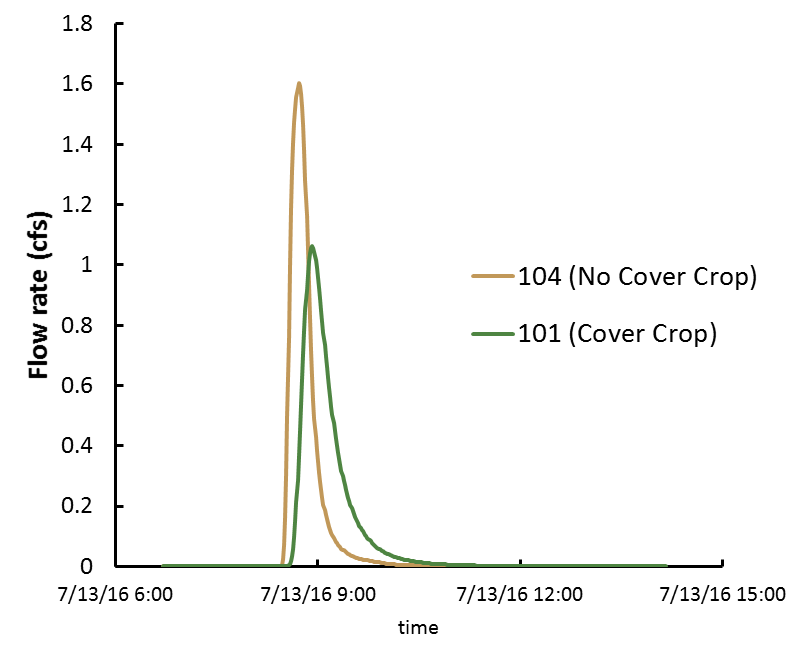 1.8
1.6
1.4
1.2
1
0.8
0.6
0.4
0.2
0
Flow rate (cfs)
104 (No Cover Crop)
101 (Cover Crop)
7/13/16 6:00 7/13/16 9:00 7/13/16 12:00 7/13/16 15:00
time